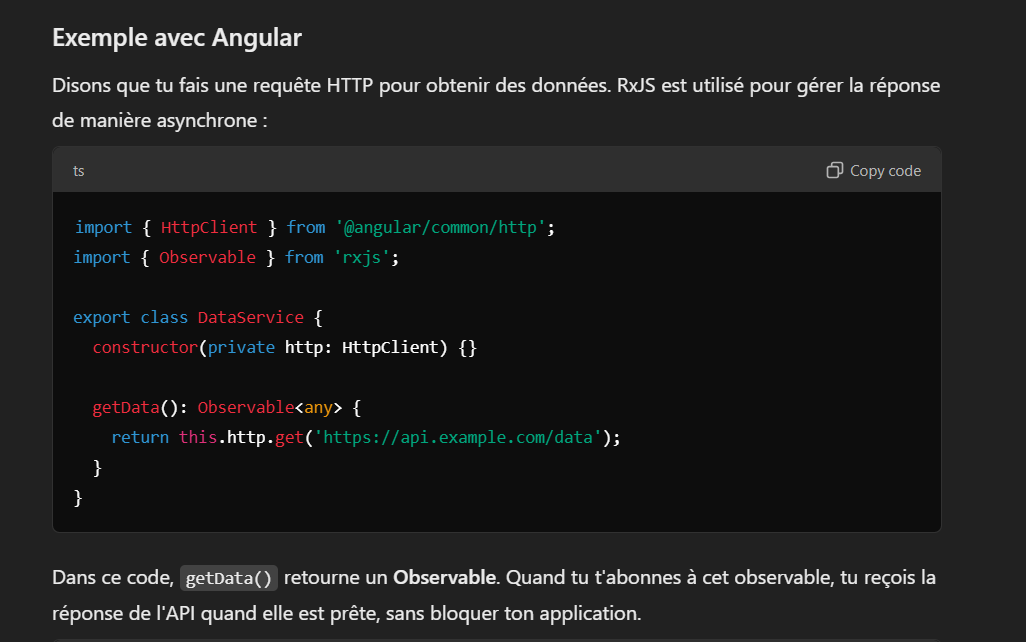 Exemple avec Angular
Disons que tu fais une requête HTTP pour obtenir des données. RxJS est utilisé pour gérer la réponse
de manière asynchrone :
ts
Copy code
import { HttpClient } from '@angular/common/http';
import { Observable } from 'rxjs';
export class DataService {
  constructor(private http: HttpClient) {}
  getData(): Observable<any> {
    return this.http.get('https://api.example.com/data');
  }
}
Dans ce code, getData() retourne un Observable. Quand tu t'abonnes à cet observable, tu reçois la
réponse de l'API quand elle est prête, sans bloquer ton application.